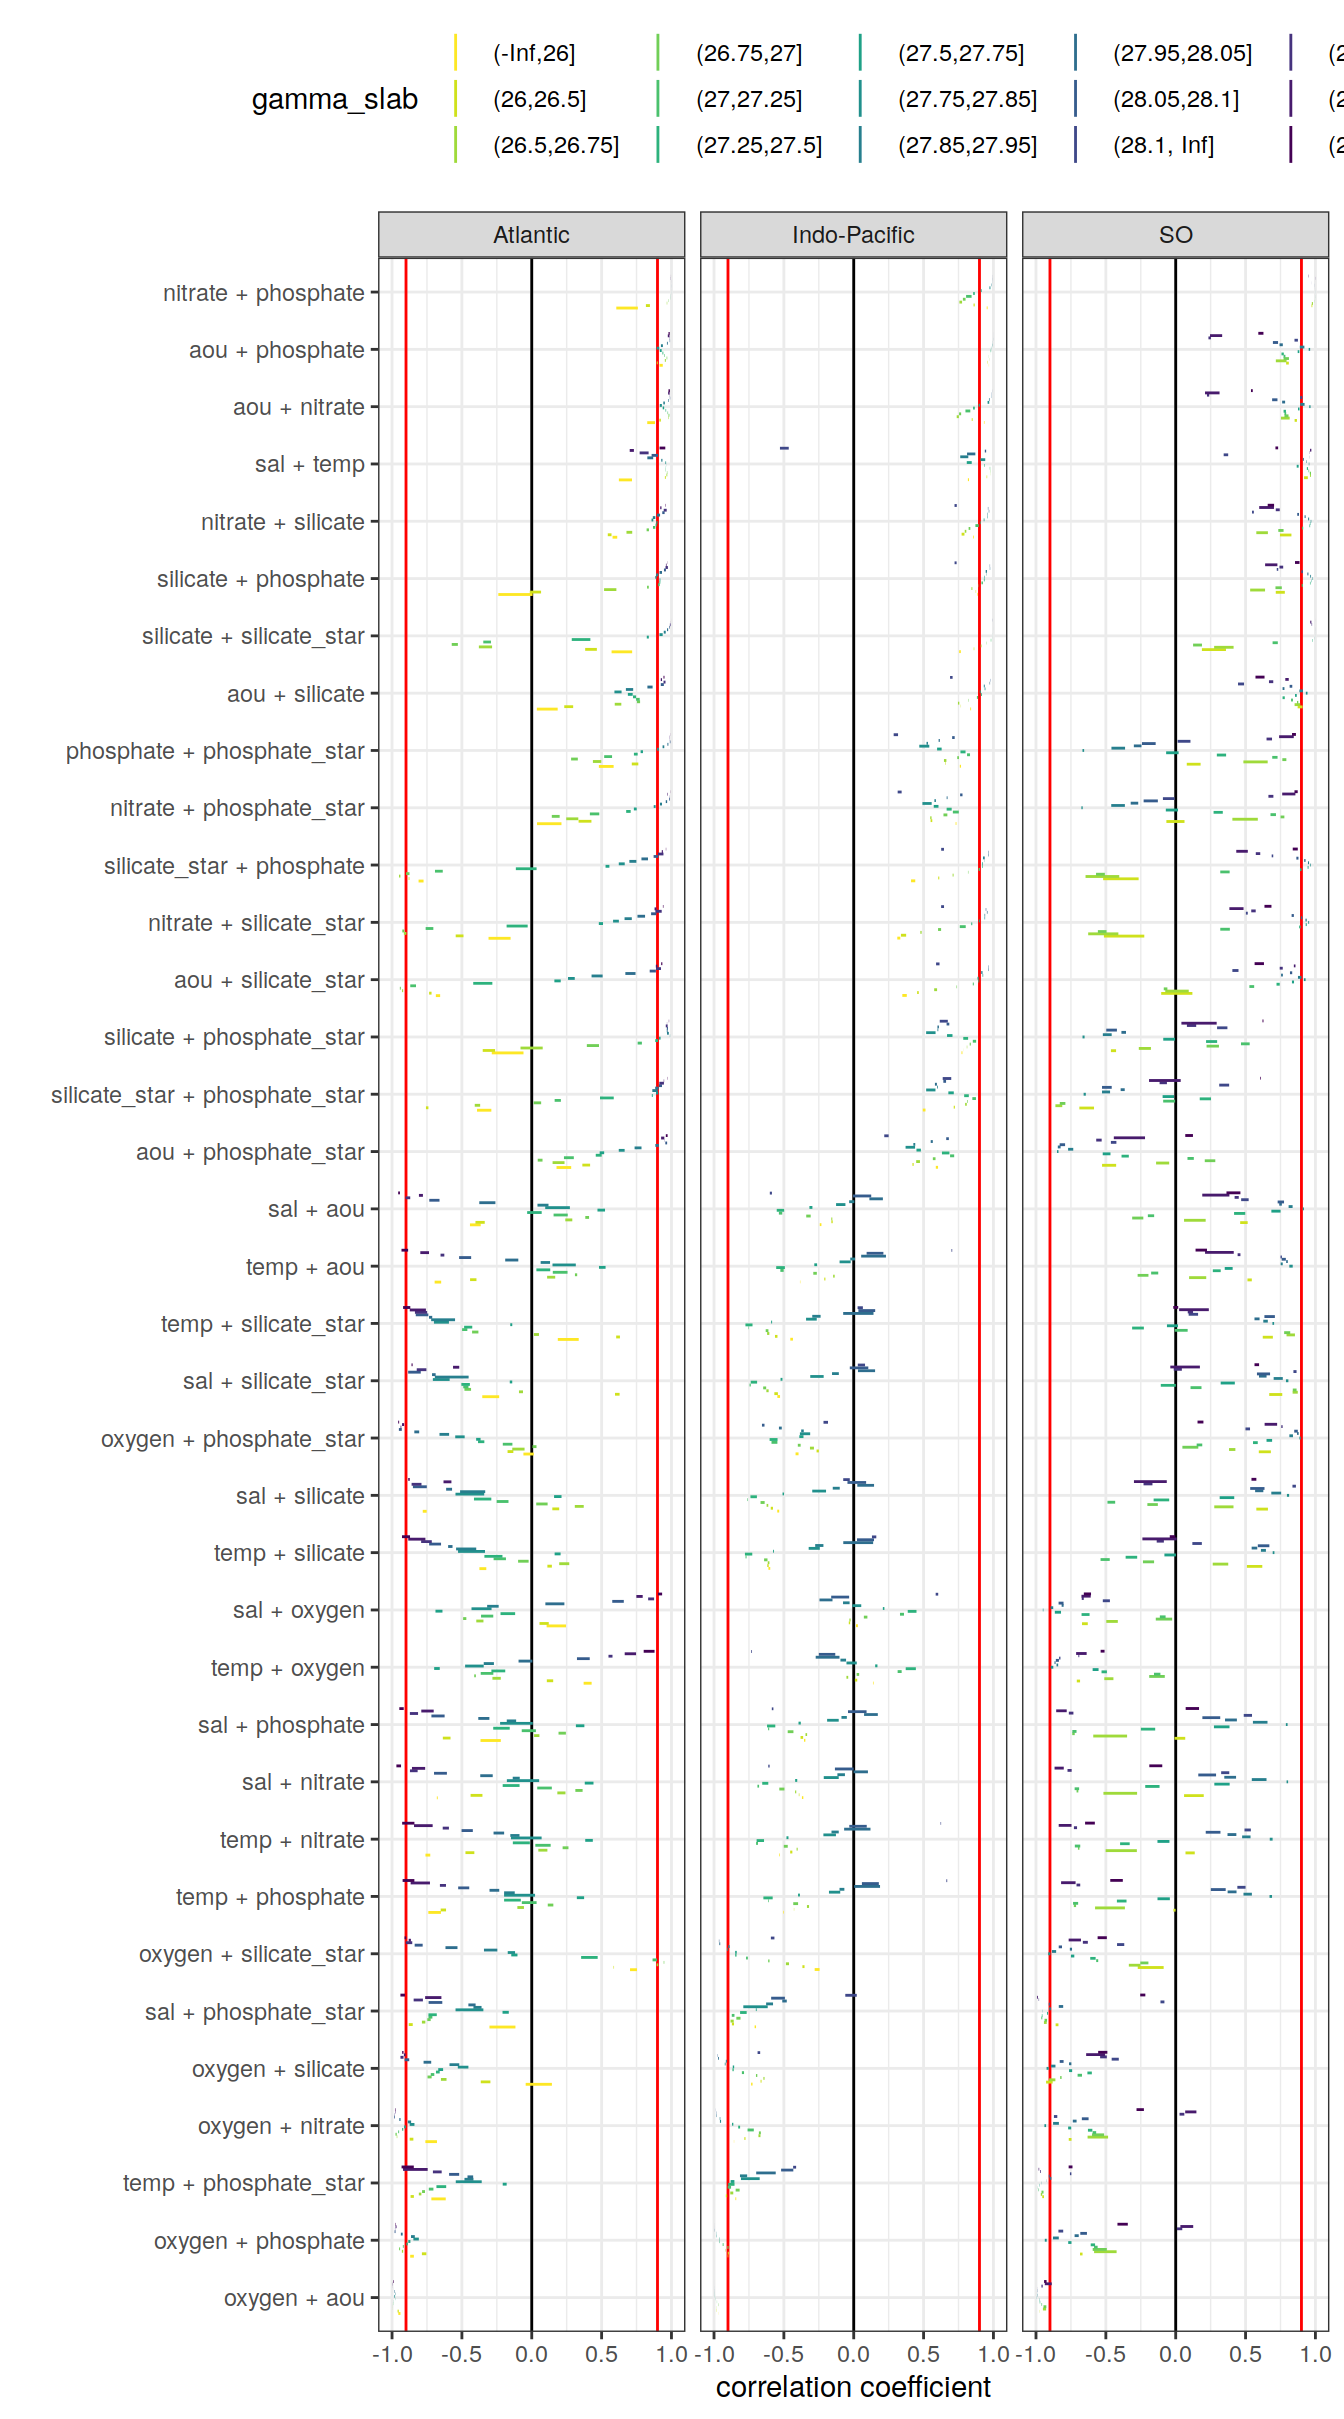 (-Inf,26] (26.75,27] (27.5,27.75] (27.95,28.05]
gamma_slab (26,26.5] (27,27.25] (27.75,27.85] (28.05,28.1]
(26.5,26.75] (27.25,27.5] (27.85,27.95] (28.1, Inf]
Atlantic Indo-Pacific SO
nitrate + phosphate
aou + phosphate
aou + nitrate
sal + temp
nitrate + silicate
silicate + phosphate
silicate + silicate_star
aou + silicate
phosphate + phosphate_star
nitrate + phosphate_star
silicate_star + phosphate
nitrate + silicate_star
aou + silicate_star
silicate + phosphate_star
silicate_star + phosphate_star
aou + phosphate_star
sal + aou
temp + aou
temp + silicate_star
sal + silicate_star
oxygen + phosphate_star
sal + silicate
temp + silicate
sal + oxygen
temp + oxygen
sal + phosphate
sal + nitrate
temp + nitrate
temp + phosphate
oxygen + silicate_star
sal + phosphate_star
oxygen + silicate
oxygen + nitrate
temp + phosphate_star
oxygen + phosphate
oxygen + aou
-1.0 -0.5 0.0 0.5 1.0 -1.0 -0.5 0.0 0.5 1.0 -1.0 -0.5 0.0 0.5 1.0
correlation coefficient